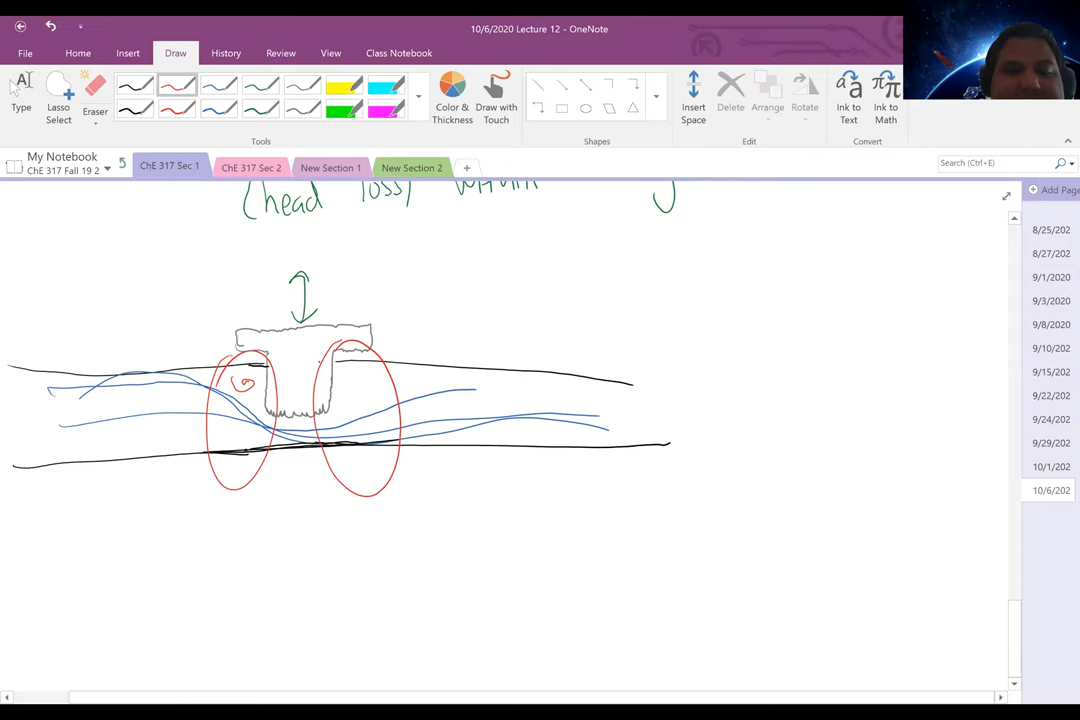 10/6/2020 Lecture 12 - OneNote
File Home Insert Draw History Review View Class Notebook
Type
Lasso Select
Eraser
Tools
Color & Thickness
Draw with Touch
Shapes
Insert Space
Delete
Arrange
Rotate
Edit
Ink to Text
Ink to Math
Convert
My Notebook
ChE 317 Fall 19 2
ChE 317 Sec 1
ChE 317 Sec 2
New Section 1
New Section 2
Search (Ctrl+E)
Add Page
(head loss) within
8/25/202
8/27/202
9/1/2020
9/3/2020
9/8/2020
9/10/202
9/15/202
9/22/202
9/24/202
9/29/202
10/1/202
10/6/202